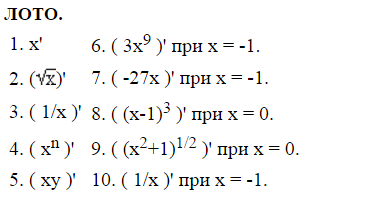 ЛОТО.
1. x' 6. ( 3x⁹ )' при x = -1.
2. (√x)' 7. ( -27x )' при x = -1.
3. ( 1/x )' 8. ( (x-1)³ )' при x = 0.
4. ( xⁿ )' 9. ( (x²+1)¹/² )' при x = 0.
5. ( xy )' 10. ( 1/x )' при x = -1.